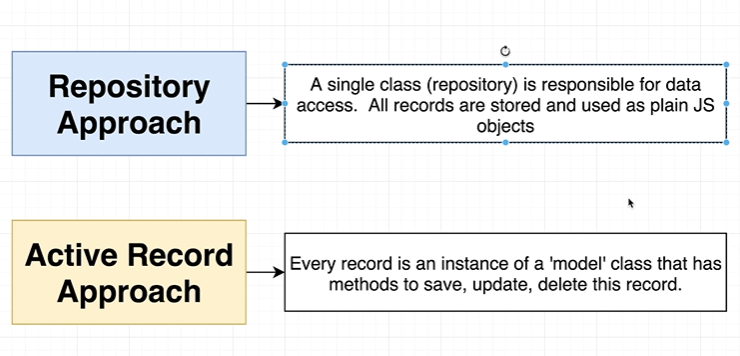 Repository
Approach
A single class (repository) is responsible for data
access. All records are stored and used as plain JS
objects
Active Record
Approach
Every record is an instance of a 'model' class that has
methods to save, update, delete this record.